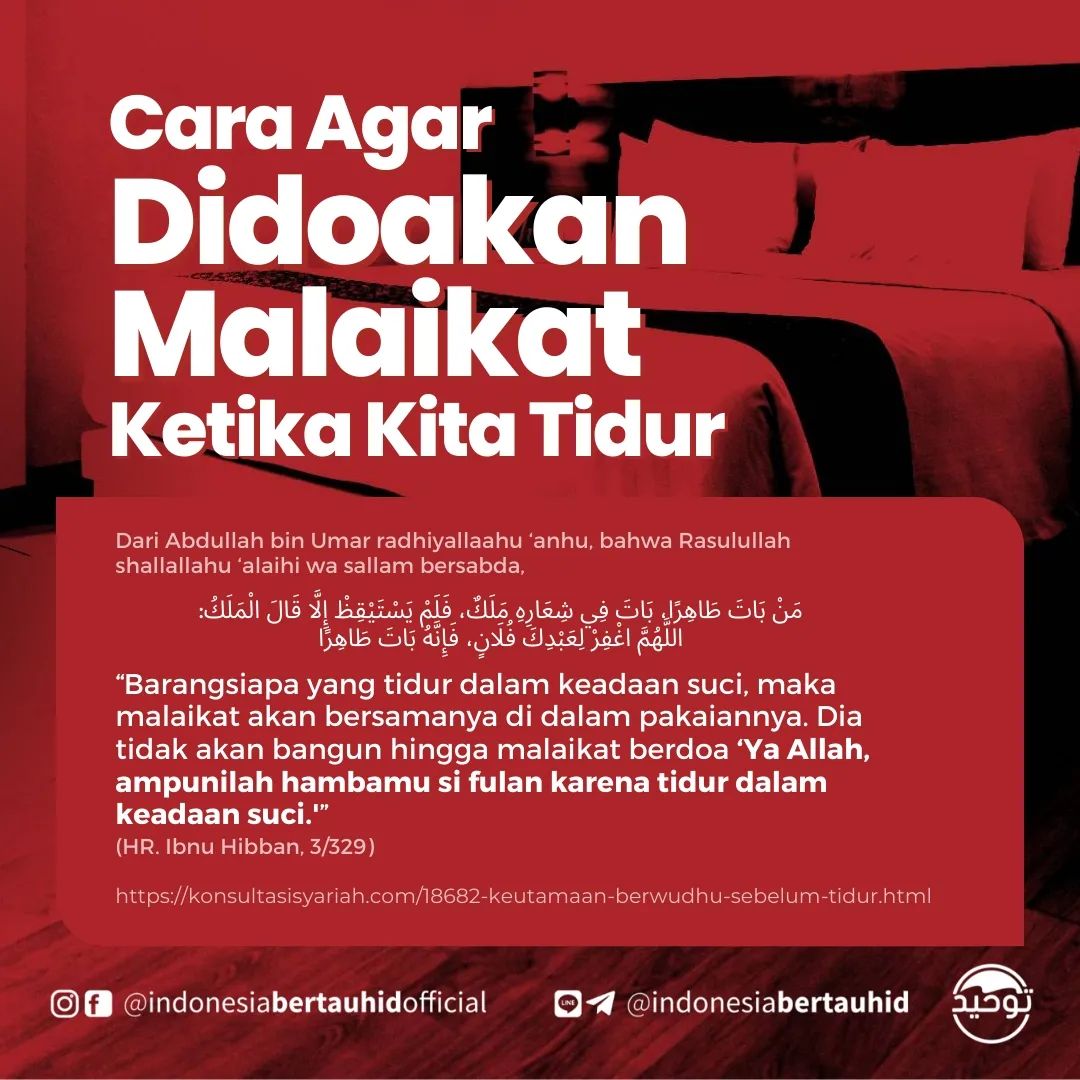 Cara Agar
Didoakan
Malaikat
Ketika Kita Tidur
Dari Abdullah bin Umar radhiyallaahu ‘anhu, bahwa Rasulullah
shallallahu ‘alaihi wa sallam bersabda,
مَنْ بَاتَ طَاهِرًا، بَاتَ فِي شِعَارِهِ مَلَكٌ، فَلَمْ يَسْتَيْقِظْ إِلَّا قَالَ الْمَلَكُ:
اللَّهُمَّ اغْفِرْ لِعَبْدِكَ فُلَانٍ، فَإِنَّهُ بَاتَ طَاهِرًا
“Barangsiapa yang tidur dalam keadaan suci, maka
malaikat akan bersamanya di dalam pakaiannya. Dia
tidak akan bangun hingga malaikat berdoa ‘Ya Allah,
ampunilah hambamu si fulan karena tidur dalam
keadaan suci.'”
(HR. Ibnu Hibban, 3/329)
https://konsultasisyariah.com/18682-keutamaan-berwudhu-sebelum-tidur.html
@indonesiabertauhidofficial
LINE @indonesiabertauhid
توحيد